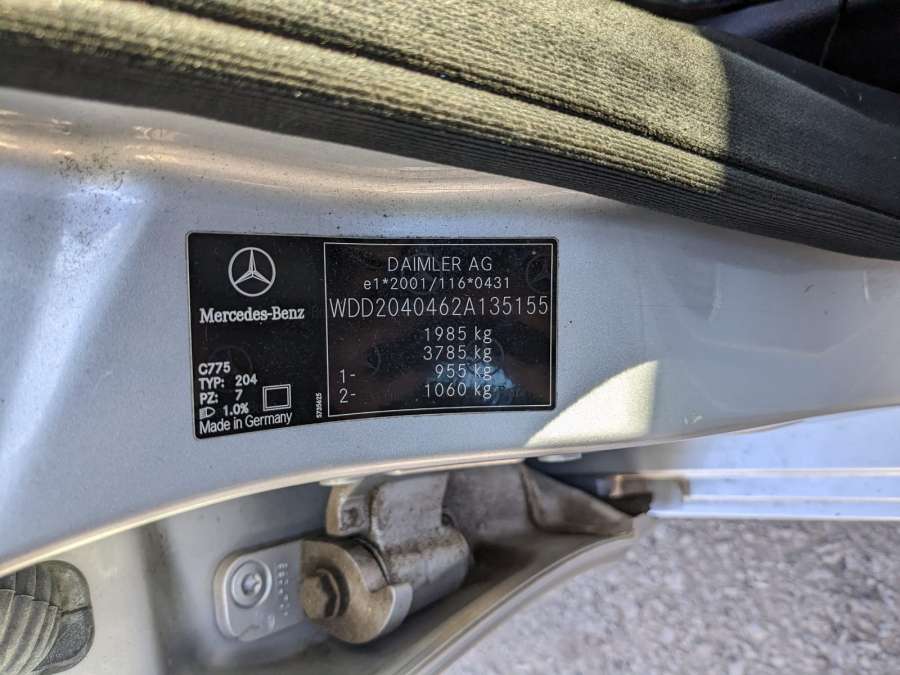 Mercedes-Benz
C775
TYP: 204
PZ: 7
1.0%
Made in Germany
5735625
DAIMLER AG
e1*2001/116*0431
WDD2040462A135155
1985 kg
3785 kg
1- 955 kg
2- 1060 kg